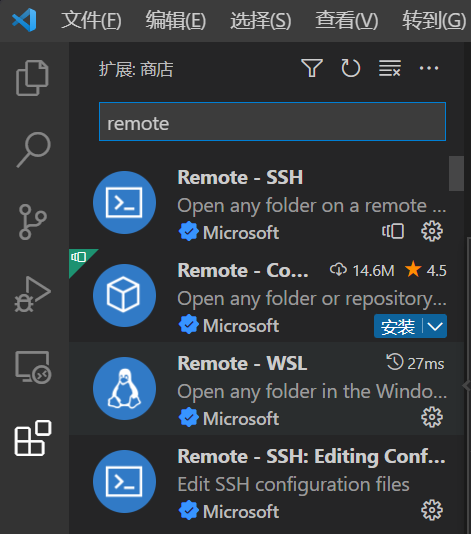 文件(F) 编辑(E) 选择(S) 查看(V) 转到(G)
扩展: 商店
remote
Remote - SSH
Open any folder on a remote ...
Microsoft
Remote - Co... 14.6M 4.5
Open any folder or repository...
Microsoft 安装
Remote - WSL 27ms
Open any folder in the Windo...
Microsoft
Remote - SSH: Editing Conf...
Edit SSH configuration files
Microsoft